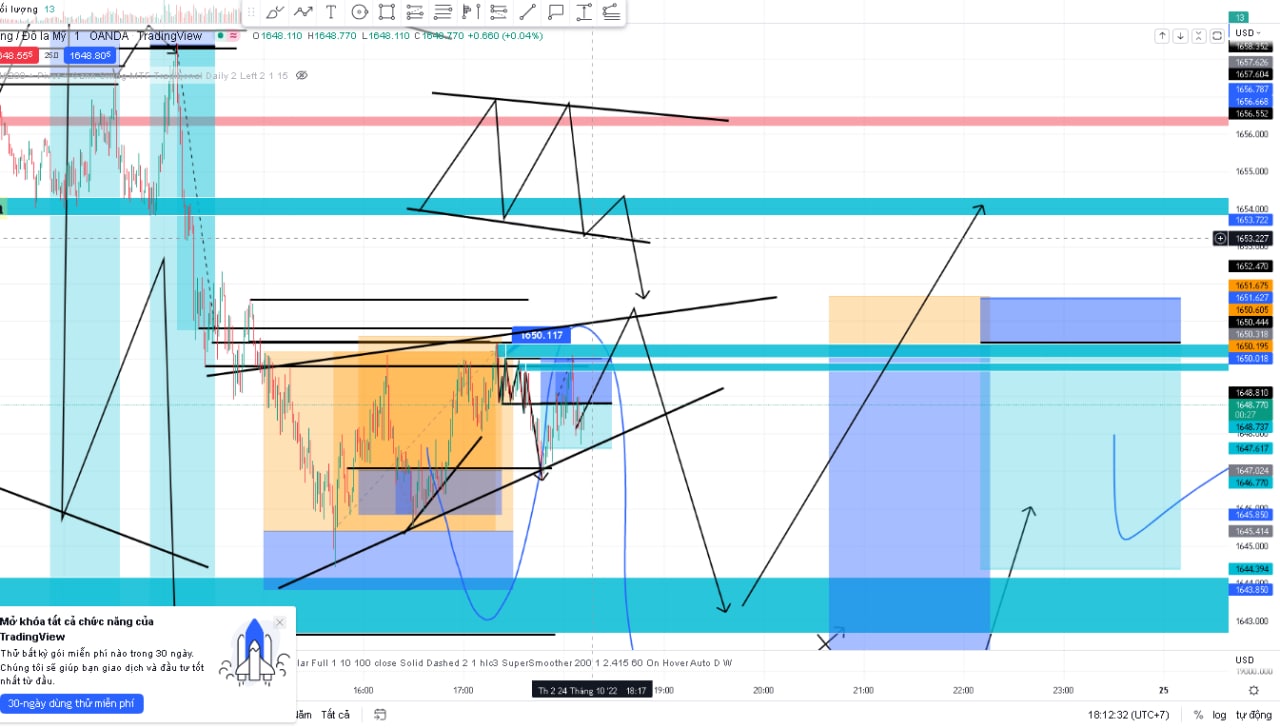 ối lượng 13
ng / Đô la Mỹ 1 OANDA TradingView O1648.110 H1648.770 L1648.110 C1648.770 +0.660 (+0.04%)
648.55⁵ 25.0 1648.80⁵
Daily 2 Left 2 1 15
1650.117
13
USD
1658.352
1657.626
1657.604
1656.787
1656.668
1656.552
1656.000
1655.000
1654.000
1653.722
1653.227
1652.470
1651.675
1651.627
1650.605
1650.444
1650.318
1650.195
1650.018
1648.810
1648.770
00:27
1648.737
1647.617
1647.024
1646.770
1645.850
1645.414
1645.000
1644.394
1643.850
1643.000
USD
Mở khóa tất cả chức năng của
TradingView
Thử bất kỳ gói miễn phí nào trong 30 ngày.
Chúng tôi sẽ giúp bạn giao dịch và đầu tư tốt
nhất từ đầu.
30-ngày dùng thử miễn phí
lar Full 1 10 100 close Solid Dashed 2 1 hlc3 SuperSmoother 200 1 2.415 60 On Hover Auto D W
16:00 17:00 Th 2 24 Tháng 10 '22 18:17 19:00 20:00 21:00 22:00 23:00 25
Năm Tất cả 18:12:32 (UTC+7) % log tự động